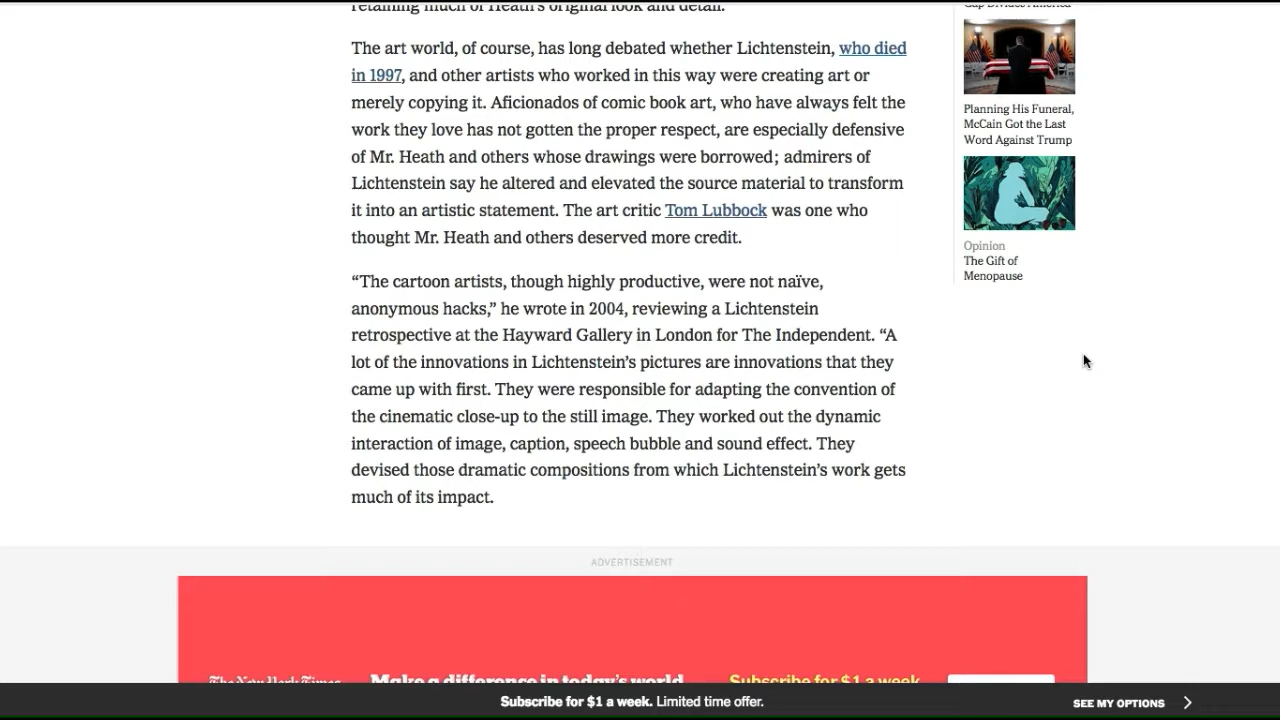 retaining much of Heath's original look and detail.
The art world, of course, has long debated whether Lichtenstein, who died
in 1997, and other artists who worked in this way were creating art or
merely copying it. Aficionados of comic book art, who have always felt the
work they love has not gotten the proper respect, are especially defensive
of Mr. Heath and others whose drawings were borrowed; admirers of
Lichtenstein say he altered and elevated the source material to transform
it into an artistic statement. The art critic Tom Lubbock was one who
thought Mr. Heath and others deserved more credit.
“The cartoon artists, though highly productive, were not naïve,
anonymous hacks,” he wrote in 2004, reviewing a Lichtenstein
retrospective at the Hayward Gallery in London for The Independent. “A
lot of the innovations in Lichtenstein’s pictures are innovations that they
came up with first. They were responsible for adapting the convention of
the cinematic close-up to the still image. They worked out the dynamic
interaction of image, caption, speech bubble and sound effect. They
devised those dramatic compositions from which Lichtenstein’s work gets
much of its impact.
Gap Divides America
Planning His Funeral,
McCain Got the Last
Word Against Trump
Opinion
The Gift of
Menopause
ADVERTISEMENT
The New York Times
Make a difference in today’s world
Subscribe for $1 a week
Subscribe for $1 a week. Limited time offer.
SEE MY OPTIONS